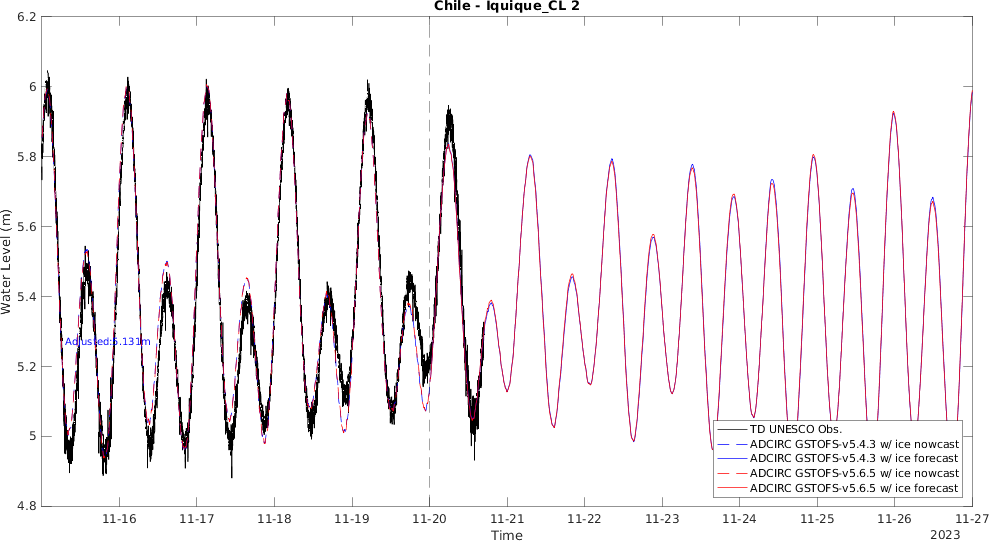 Chile - Iquique_CL 2
6.2
6
5.8
5.6
5.4
5.2
5
4.8
Water Level (m)
Adjusted:5.131m
TD UNESCO Obs.
ADCIRC GSTOFS-v5.4.3 w/ ice nowcast
ADCIRC GSTOFS-v5.4.3 w/ ice forecast
ADCIRC GSTOFS-v5.6.5 w/ ice nowcast
ADCIRC GSTOFS-v5.6.5 w/ ice forecast
11-16 11-17 11-18 11-19 11-20 11-21 11-22 11-23 11-24 11-25 11-26 11-27
Time
2023